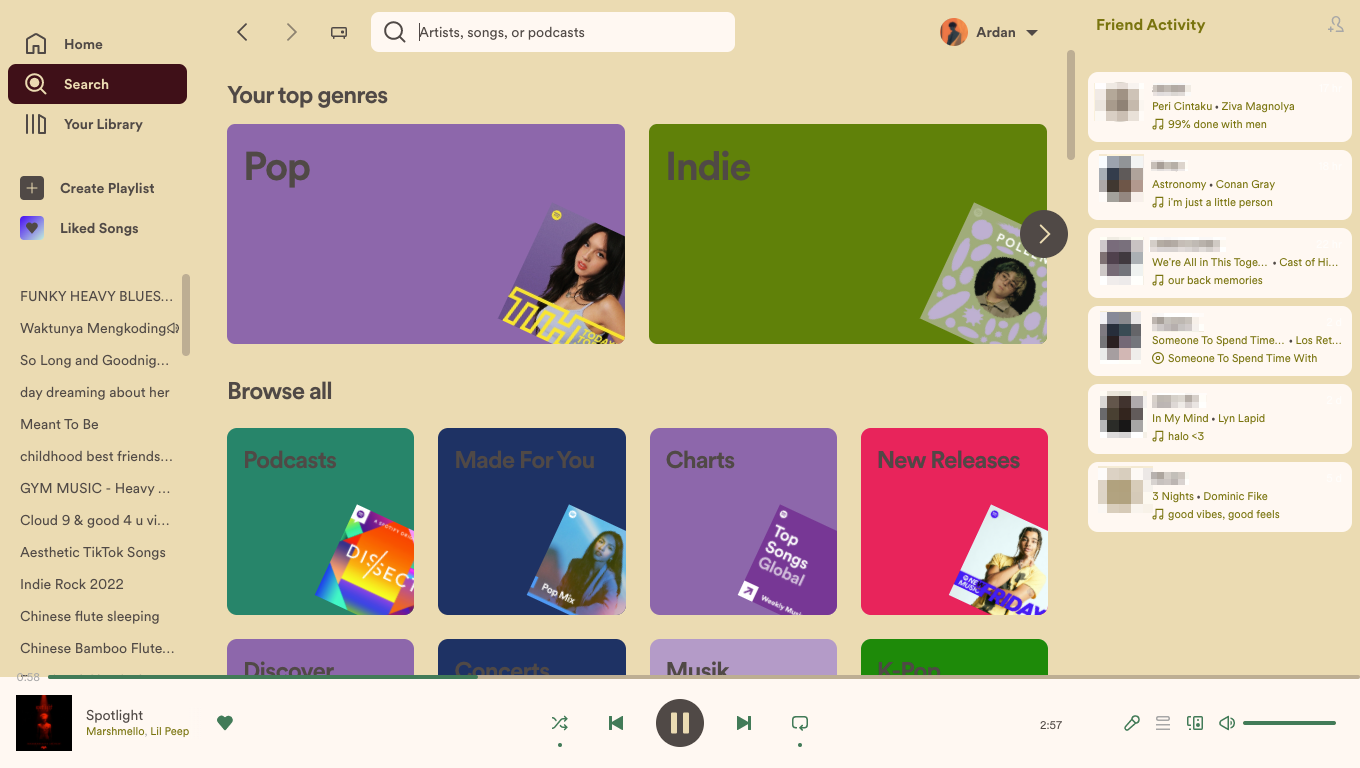 Home
Search
Your Library
Create Playlist
Liked Songs
FUNKY HEAVY BLUES...
Waktunya Mengkoding
So Long and Goodnig...
day dreaming about her
Meant To Be
childhood best friends...
GYM MUSIC - Heavy ...
Cloud 9 & good 4 u vi...
Aesthetic TikTok Songs
Indie Rock 2022
Chinese flute sleeping
Chinese Bamboo Flute...
Artists, songs, or podcasts
Ardan
Your top genres
Pop
Indie
Browse all
Podcasts
DISSECT
Made For You
Pop Mix
Charts
Top
Songs
Global
New Releases
NEW
FRIDAY
Discover
Concerts
Musik
K-Pop
Friend Activity
Peri Cintaku • Ziva Magnolya
99% done with men
Astronomy • Conan Gray
i'm just a little person
We're All in This Toge... • Cast of Hi...
our back memories
Someone To Spend Time... • Los Ret...
Someone To Spend Time With
In My Mind • Lyn Lapid
halo <3
3 Nights • Dominic Fike
good vibes, good feels
0:58
Spotlight
Marshmello, Lil Peep
2:57